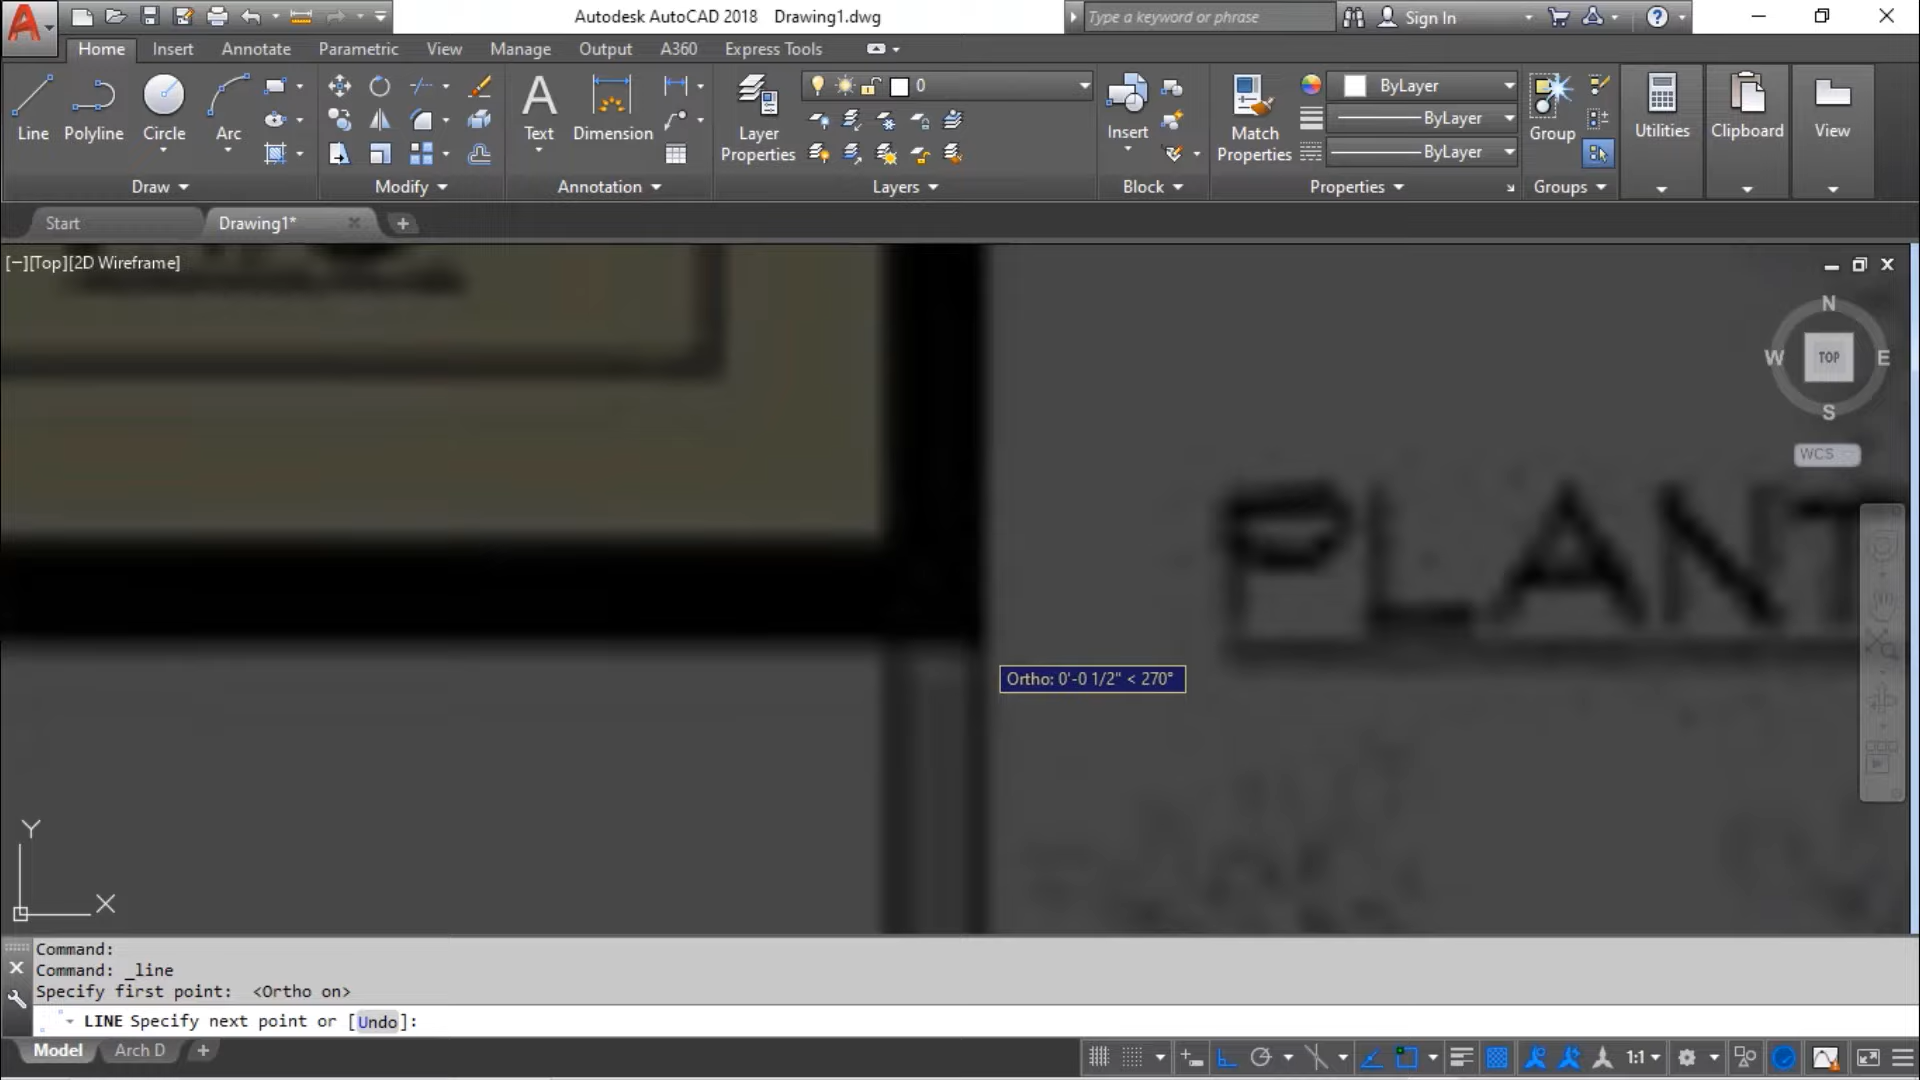 Autodesk AutoCAD 2018 Drawing1.dwg
Type a keyword or phrase
Sign In
Home Insert Annotate Parametric View Manage Output A360 Express Tools
Line Polyline Circle Arc
Text Dimension
Layer Properties
0
Insert
Match Properties
ByLayer
ByLayer
ByLayer
Group
Utilities Clipboard View
Draw Modify Annotation Layers Block Properties Groups
Start Drawing1*
[−][Top][2D Wireframe]
N
W TOP E
S
WCS
PLANT
Ortho: 0'-0 1/2" < 270°
Y
X
Command:
Command: _line
Specify first point: <Ortho on>
LINE Specify next point or [Undo]:
Model Arch D
1:1